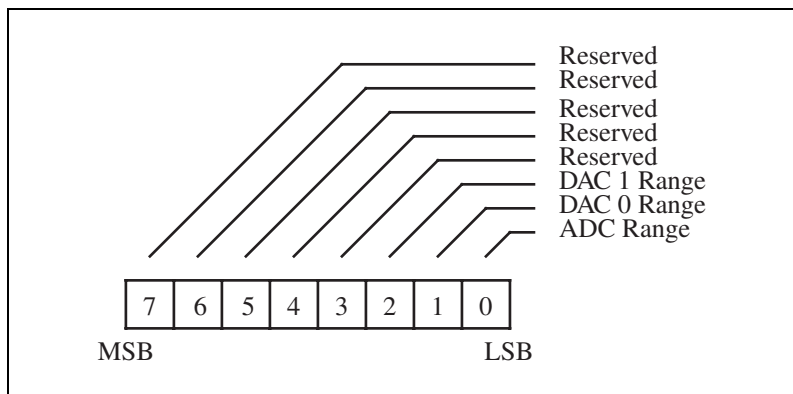 Reserved
Reserved
Reserved
Reserved
Reserved
DAC 1 Range
DAC 0 Range
ADC Range
7 6 5 4 3 2 1 0
MSB LSB